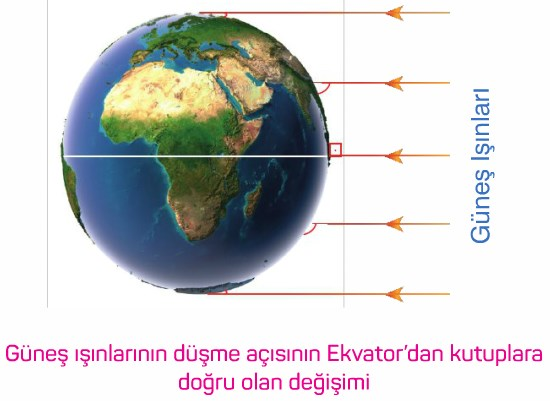 Güneş Işınları
Güneş ışınlarının düşme açısının Ekvator’dan kutuplara
doğru olan değişimi